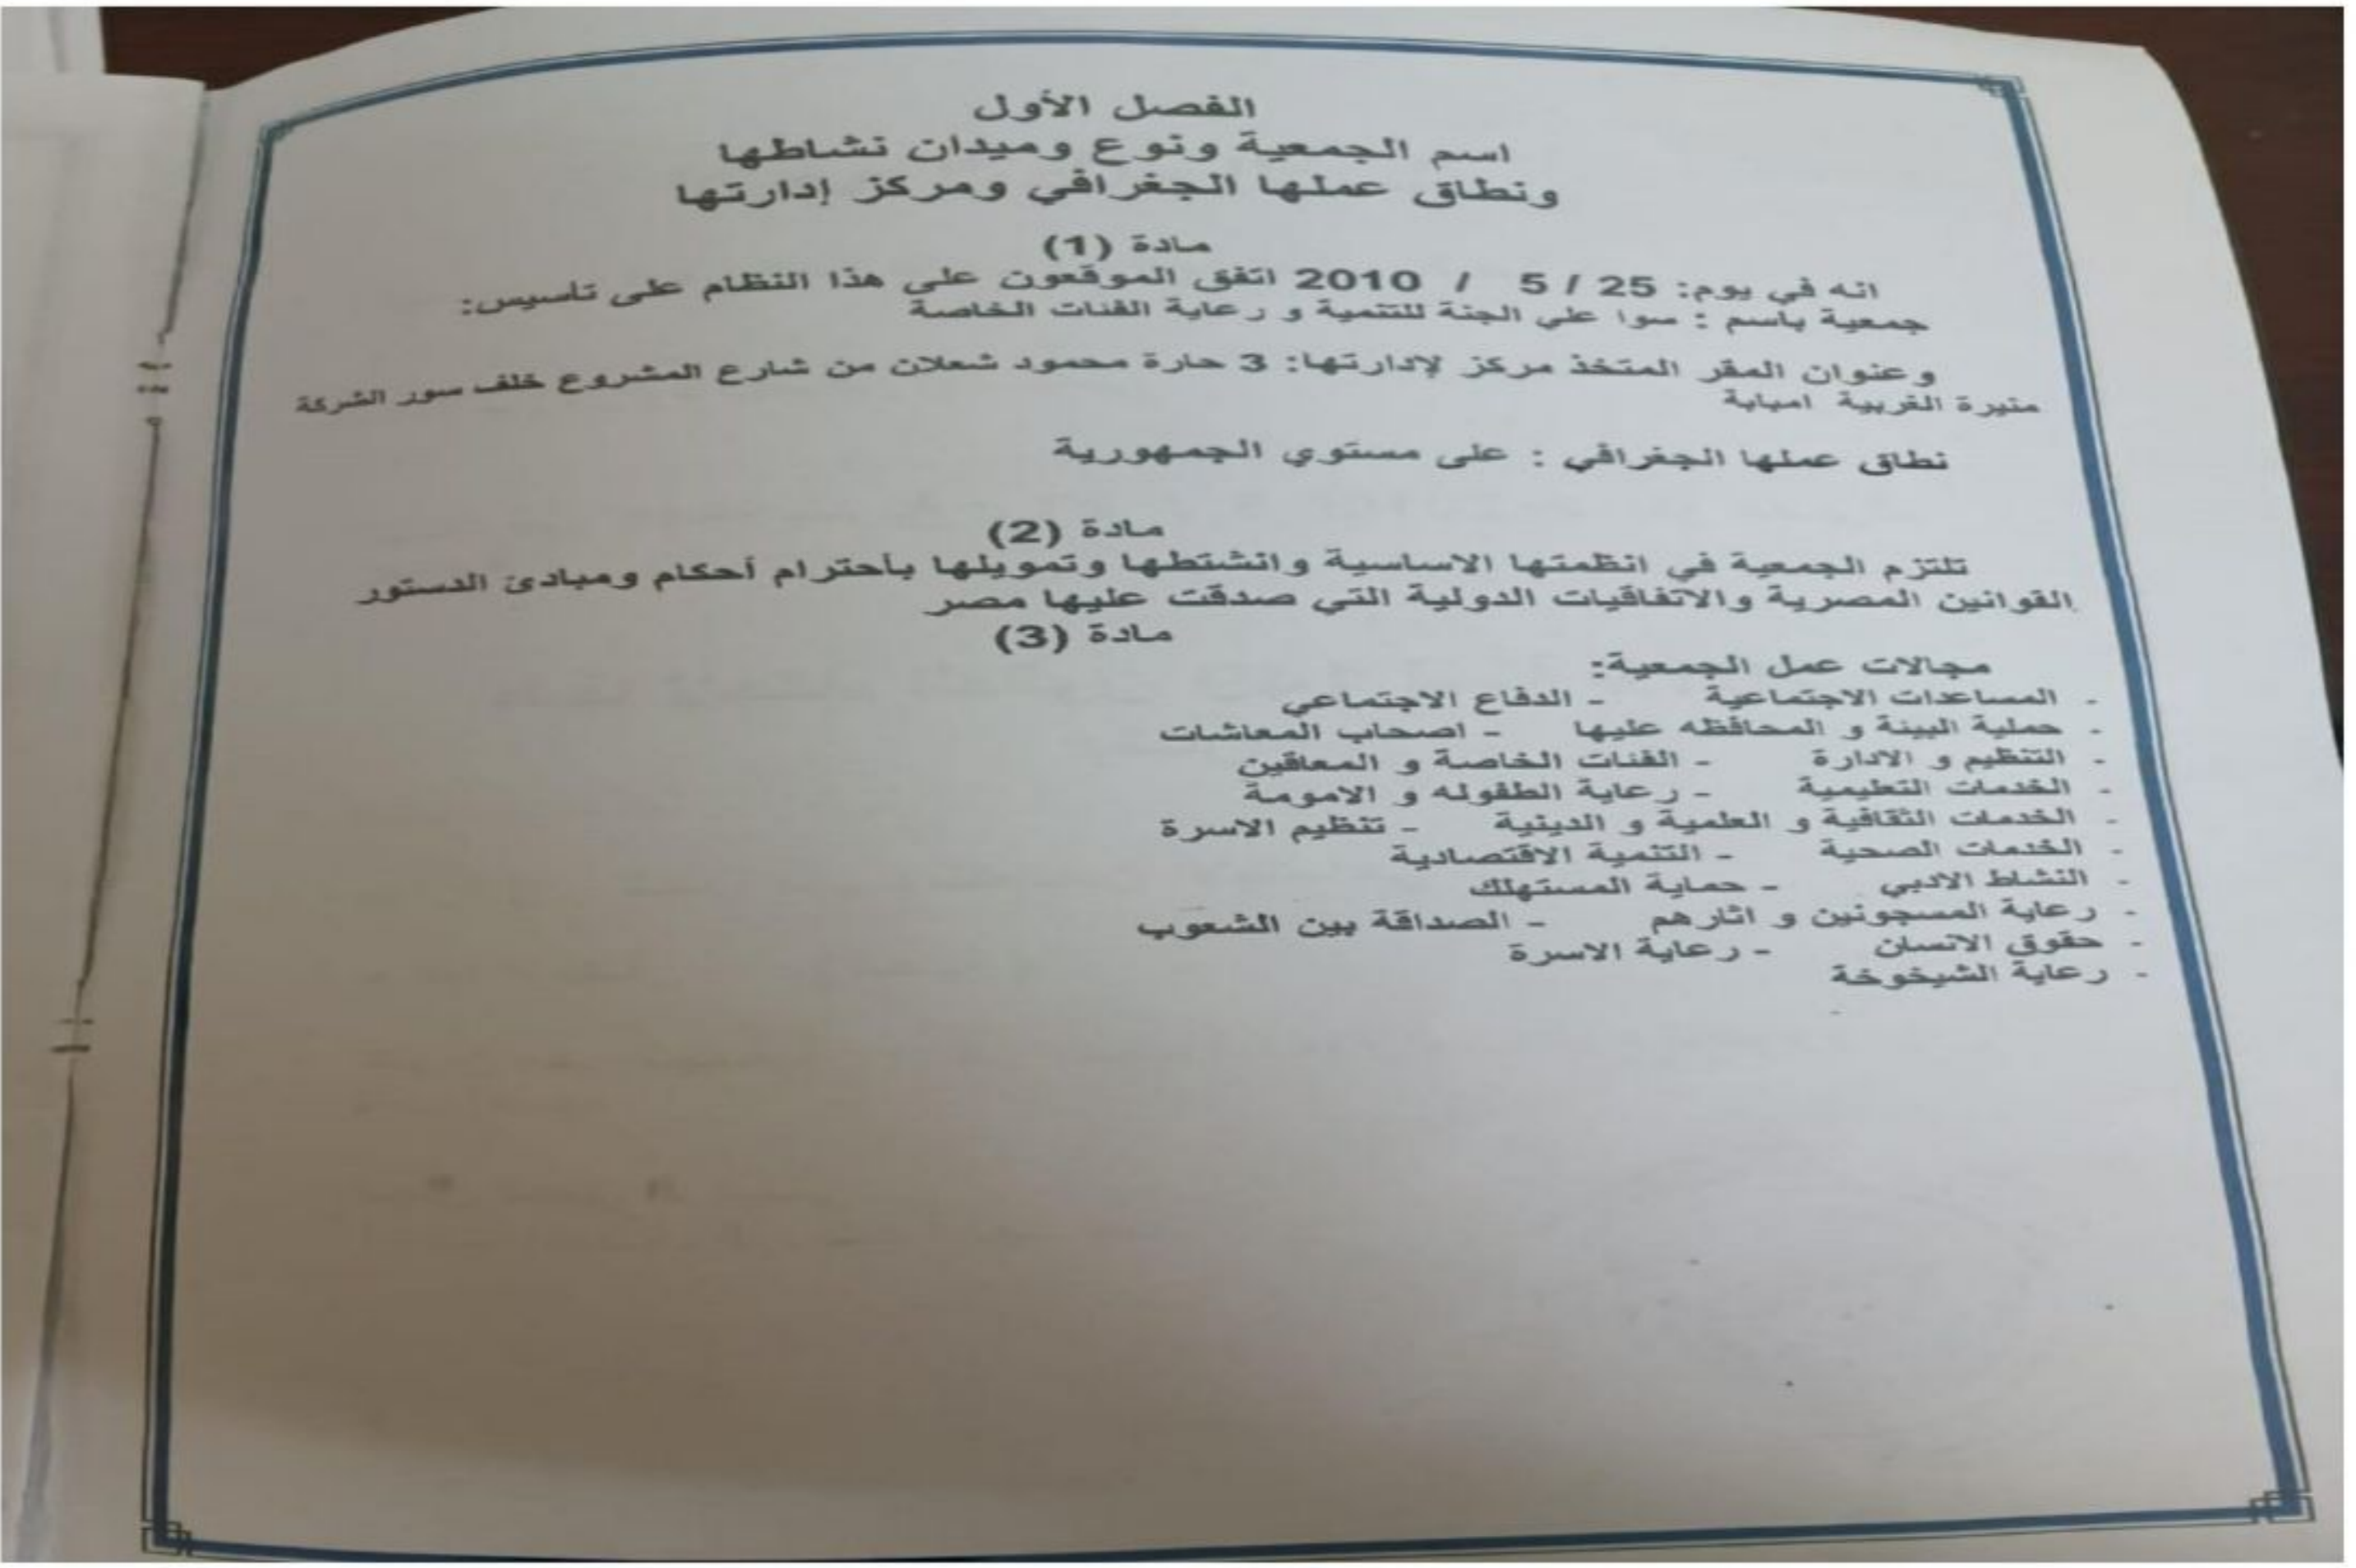 الفصل الأول
اسم الجمعية ونوع وميدان نشاطها
ونطاق عملها الجغرافي ومركز إدارتها
مادة (1)
انه في يوم: 25 / 5 / 2010 اتفق الموقعون علي هذا النظام على تأسيس:
جمعية باسم : سوا علي الجنة للتنمية و رعاية الفئات الخاصة
وعنوان المقر المتخذ مركز لإدارتها: 3 حارة محمود شعلان من شارع المشروع خلف سور الشركة
منيرة الغربية امبابة
نطاق عملها الجغرافي : على مستوي الجمهورية
مادة (2)
تلتزم الجمعية في انظمتها الاساسية وانشتطها وتمويلها بأحترام أحكام ومبادئ الدستور
القوانين المصرية والاتفاقيات الدولية التي صدقت عليها مصر
مادة (3)
مجالات عمل الجمعية:
- المساعدات الاجتماعية - الدفاع الاجتماعي
- حملية البيئة و المحافظه عليها - اصحاب المعاشات
- التنظيم و الادارة - الفئات الخاصة و المعاقين
- الخدمات التعليمية - رعاية الطفوله و الامومة
- الخدمات الثقافية و العلمية و الدينية - تنظيم الاسرة
- الخدمات الصحية - التنمية الاقتصادية
- النشاط الادبي - حماية المستهلك
- رعاية المسجونين و اثارهم - الصداقة بين الشعوب
- حقوق الانسان - رعاية الاسرة
- رعاية الشيخوخة